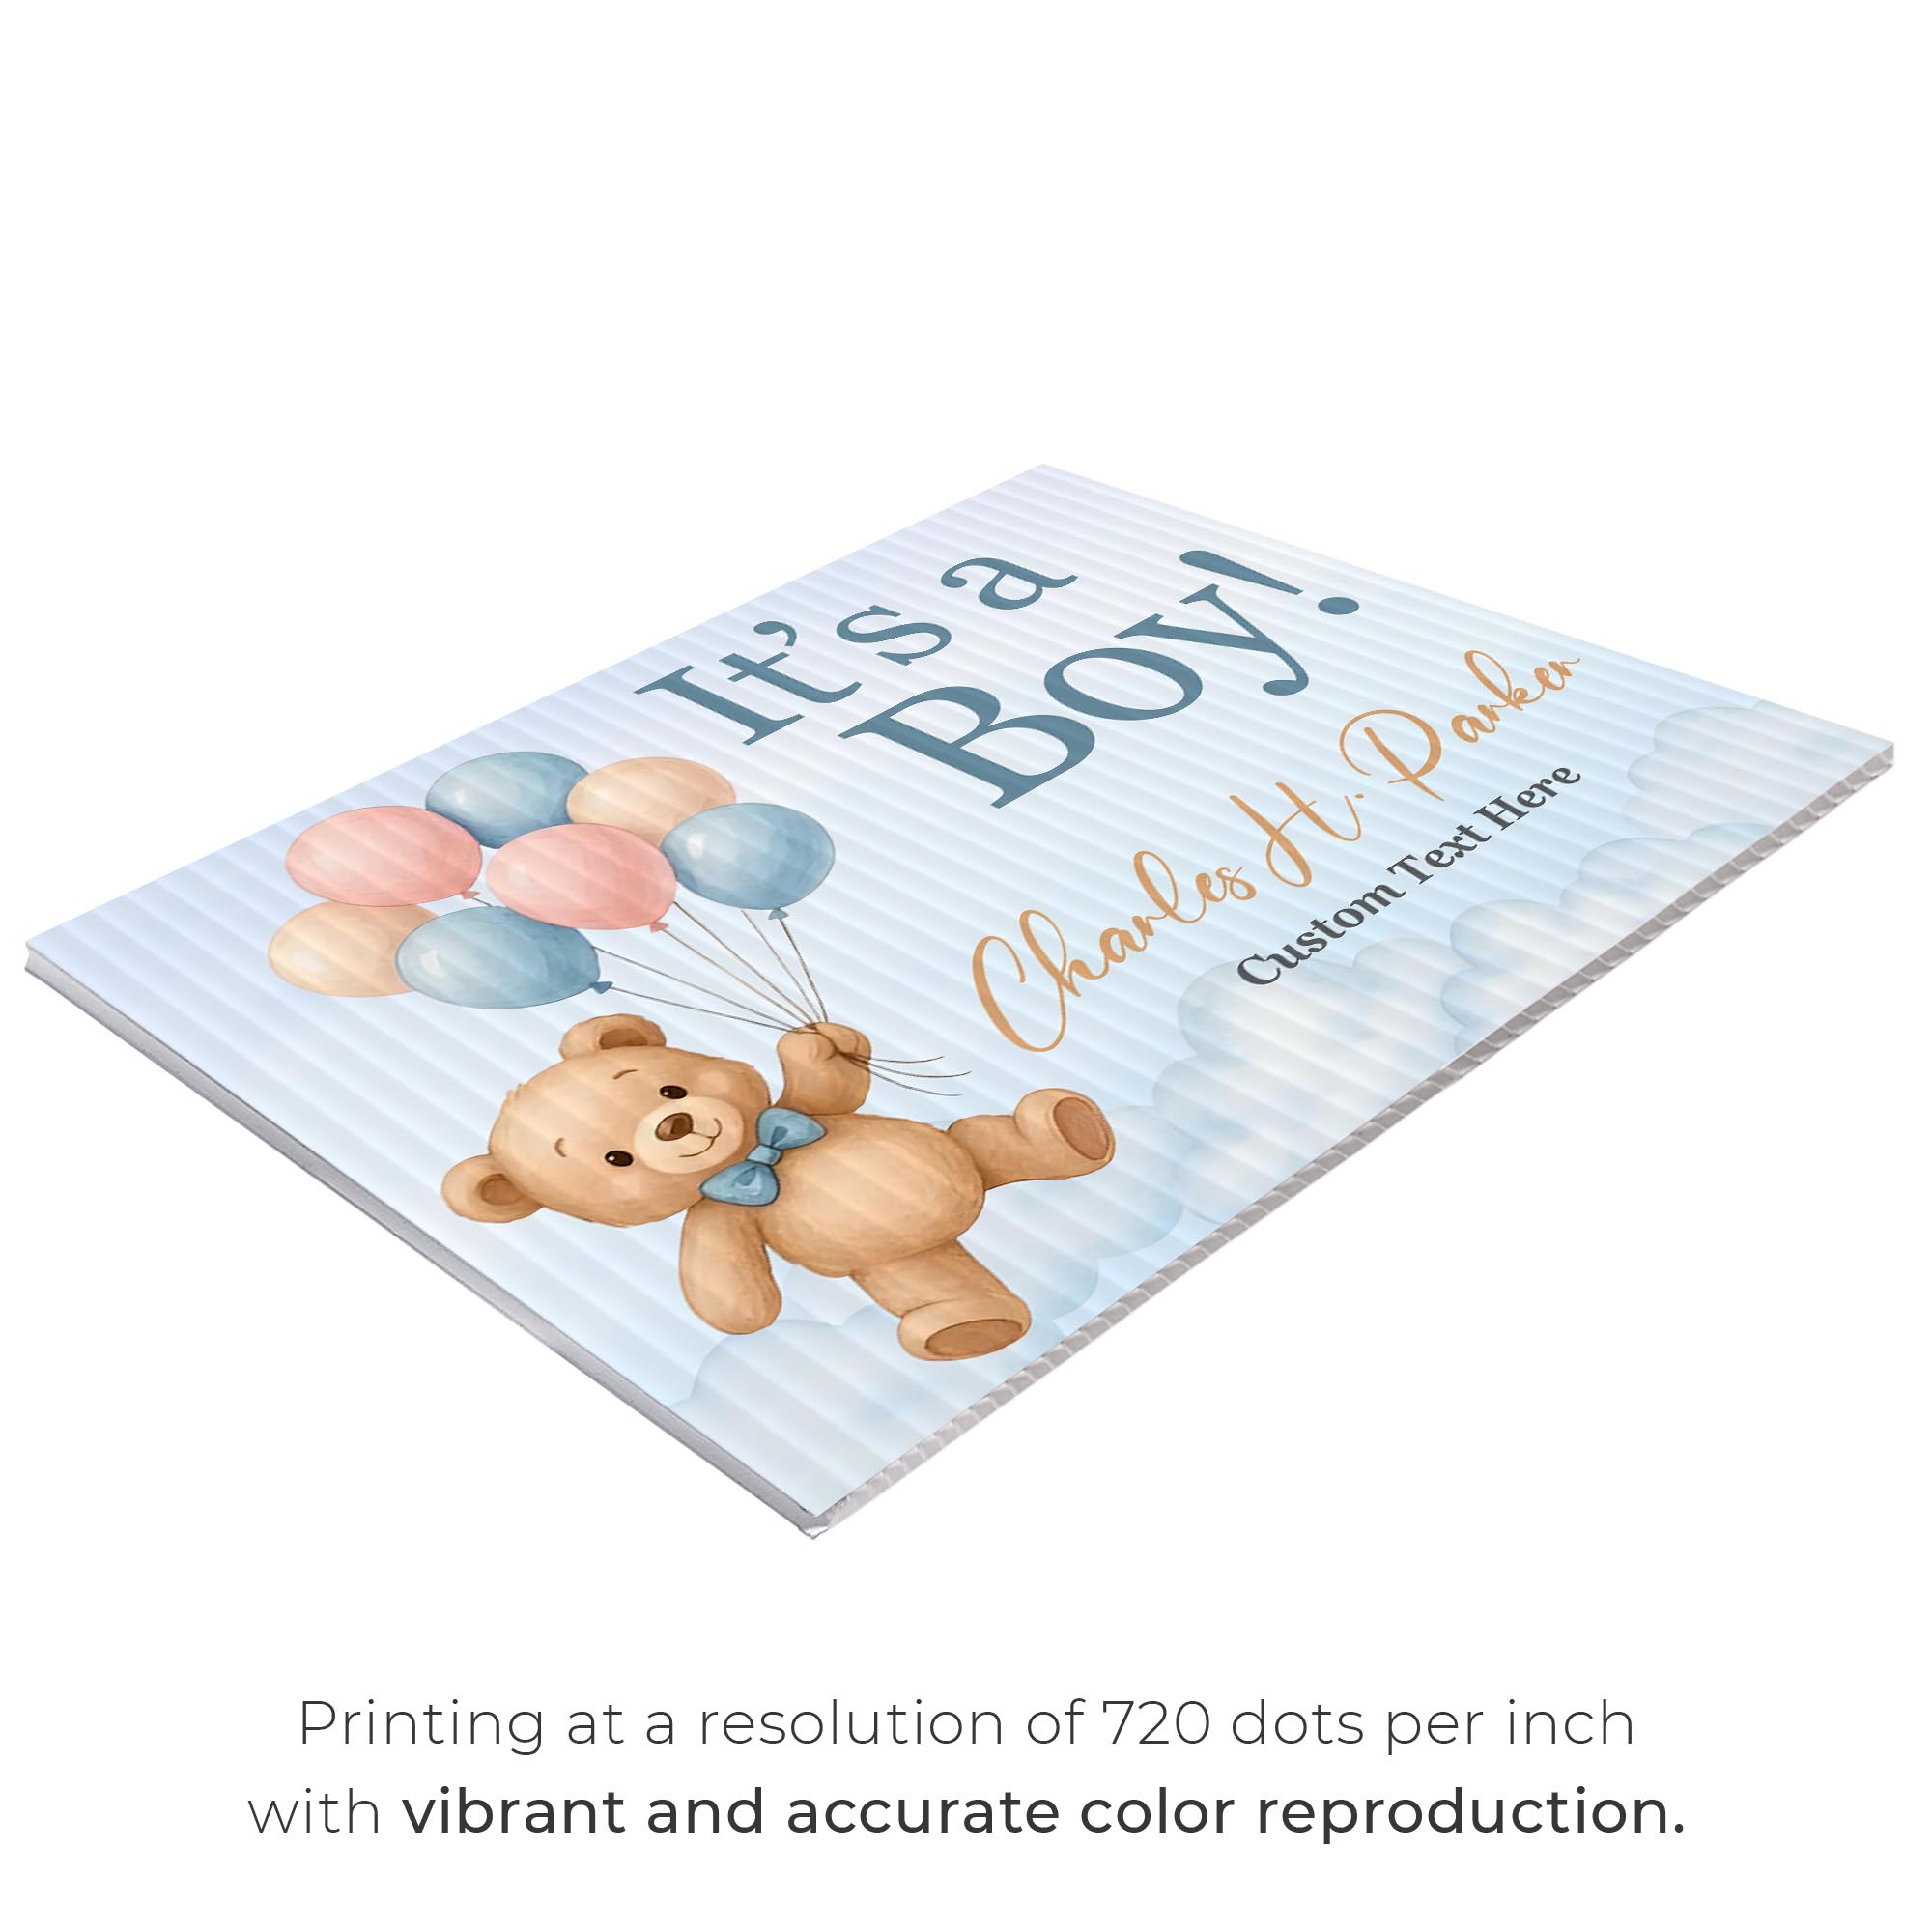 It's a
Boy!
Charles H. Parker
Custom Text Here
Printing at a resolution of 720 dots per inch
with vibrant and accurate color reproduction.